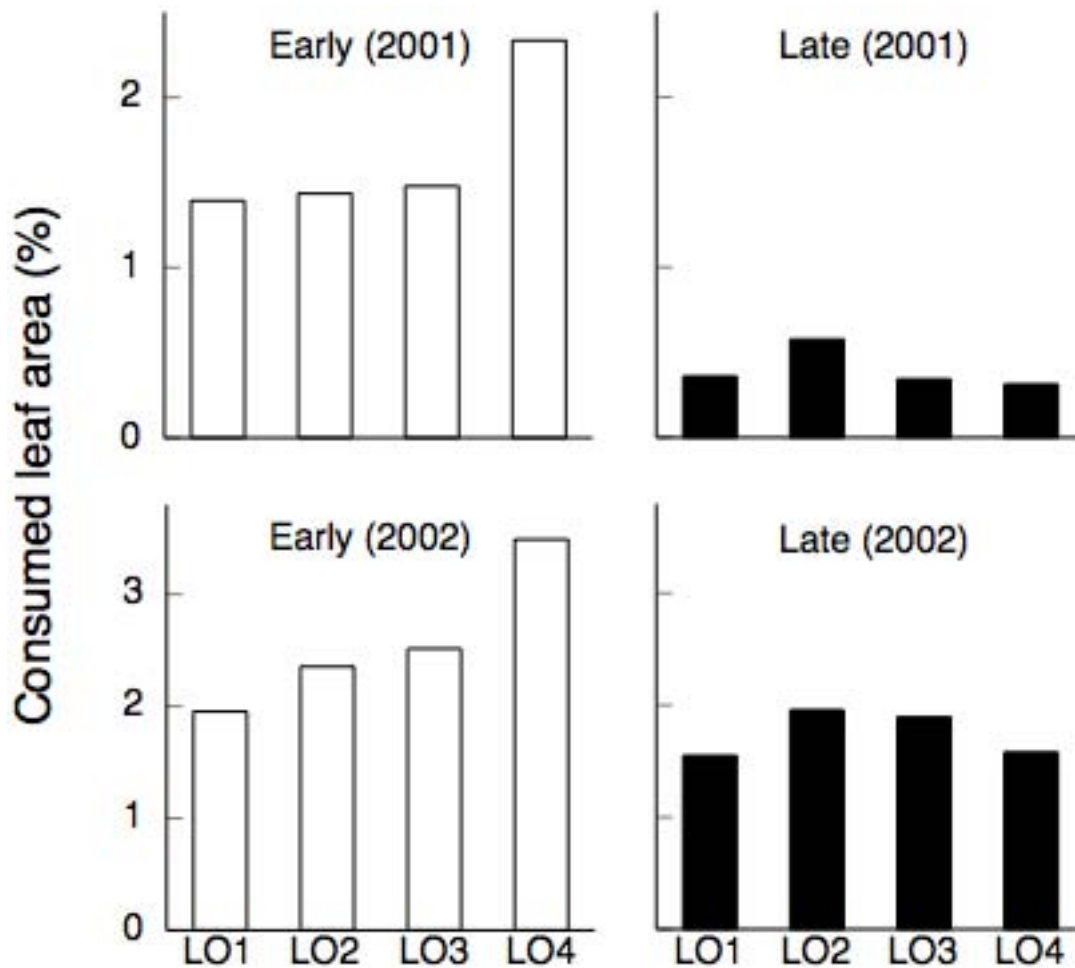 Consumed leaf area (%)
Early (2001)
2
1
0
Late (2001)
Early (2002)
3
2
1
0
LO1 LO2 LO3 LO4
Late (2002)
LO1 LO2 LO3 LO4